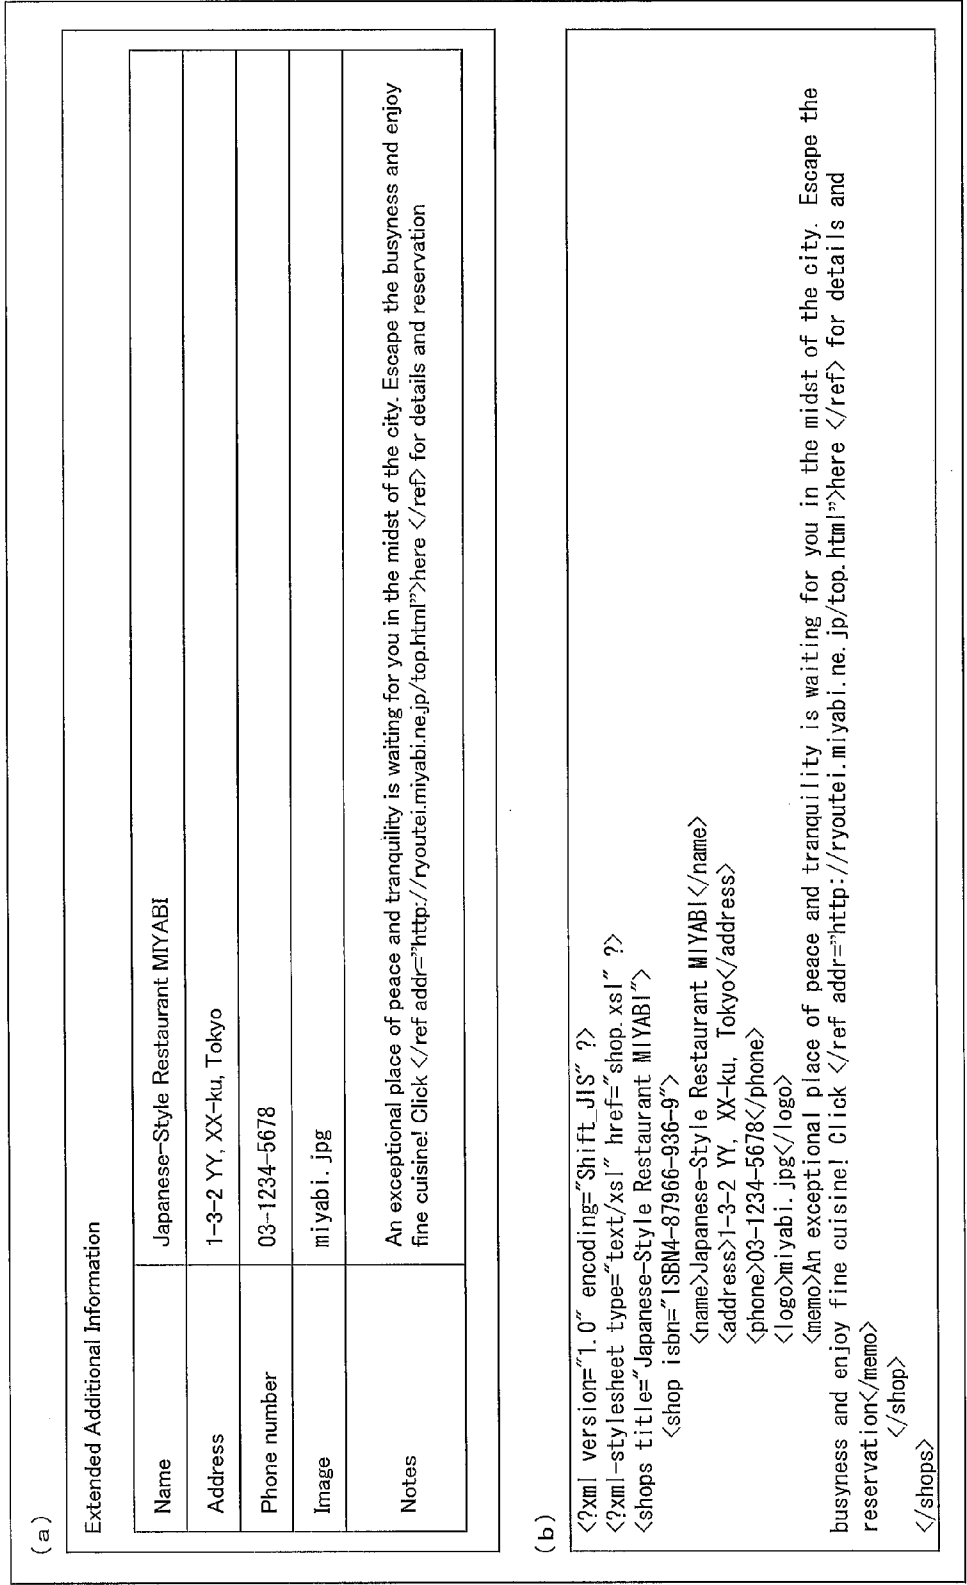 (a)
Extended Additional Information
Name Japanese-Style Restaurant MIYABI
Address 1-3-2 YY, XX-ku, Tokyo
Phone number 03-1234-5678
Image miyabi.jpg
Notes An exceptional place of peace and tranquility is waiting for you in the midst of the city. Escape the busyness and enjoy
fine cuisine! Click </ref addr="http://ryoutei.miyabi.ne.jp/top.html">here </ref> for details and reservation
(b)
<?xml version="1.0" encoding="Shift_JIS" ?>
<?xml-stylesheet type="text/xsl" href="shop.xsl" ?>
<shops title="Japanese-Style Restaurant MIYABI">
<shop isbn="ISBN4-87966-936-9">
<name>Japanese-Style Restaurant MIYABI</name>
<address>1-3-2 YY, XX-ku, Tokyo</address>
<phone>03-1234-5678</phone>
<logo>miyabi.jpg</logo>
<memo>An exceptional place of peace and tranquility is waiting for you in the midst of the city. Escape the
busyness and enjoy fine cuisine! Click </ref addr="http://ryoutei.miyabi.ne.jp/top.html">here </ref> for details and
reservation</memo>
</shop>
</shops>